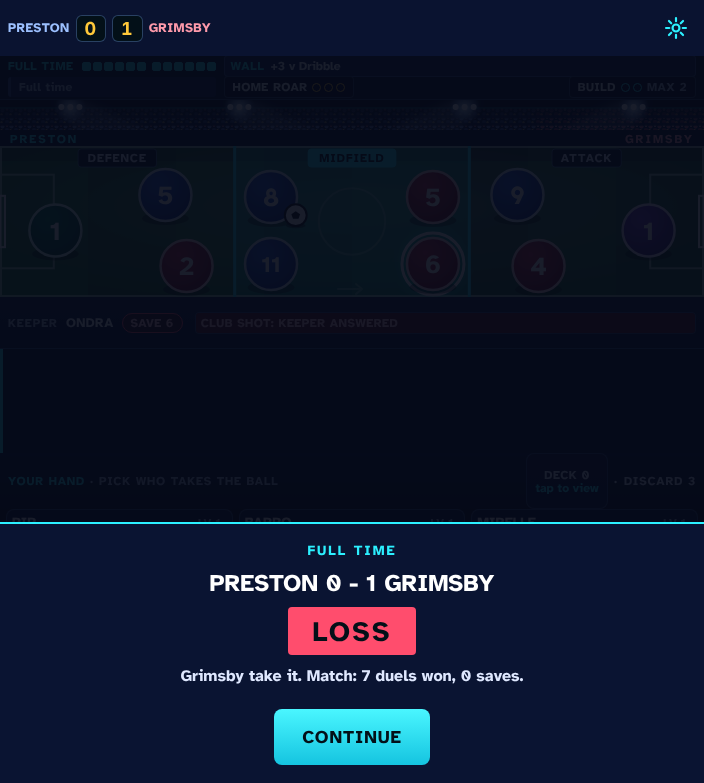 PRESTON 0 1 GRIMSBY
FULL TIME
WALL +3 v Dribble
Full time
HOME ROAR
BUILD MAX 2
PRESTON
GRIMSBY
DEFENCE
MIDFIELD
ATTACK
5
8
5
9
1
1
2
11
6
4
KEEPER ONDRA SAVE 6 CLUB SHOT: KEEPER ANSWERED
YOUR HAND - PICK WHO TAKES THE BALL
DECK 0
tap to view
· DISCARD 3
FULL TIME
PRESTON 0 - 1 GRIMSBY
LOSS
Grimsby take it. Match: 7 duels won, 0 saves.
CONTINUE